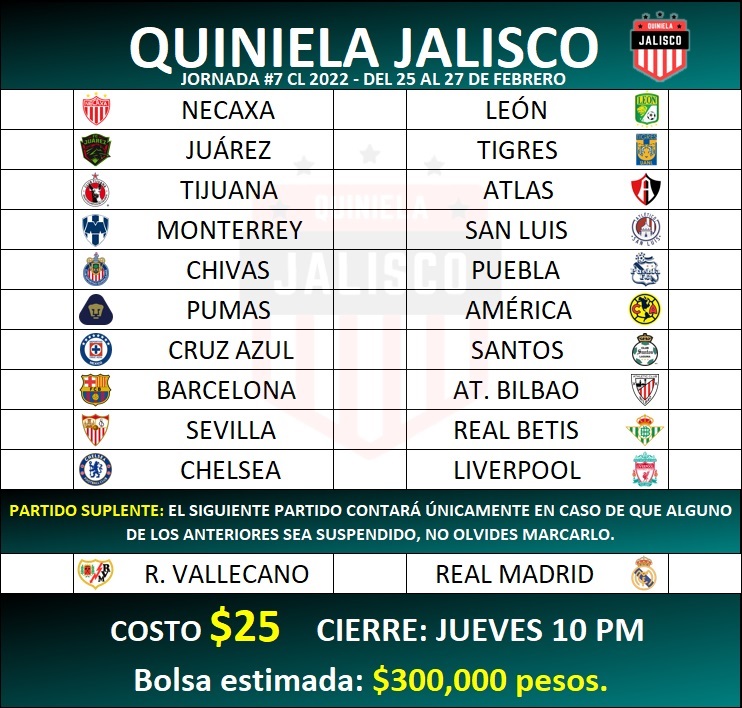 QUINIELA JALISCO
QUINIELA
JALISCO
JORNADA #7 CL 2022 - DEL 25 AL 27 DE FEBRERO
NECAXA LEÓN
JUÁREZ TIGRES
TIJUANA ATLAS
QUINIELA
MONTERREY SAN LUIS
JALISCO
CHIVAS PUEBLA
PUMAS AMÉRICA
CRUZ AZUL SANTOS
BARCELONA AT. BILBAO
SEVILLA REAL BETIS
CHELSEA LIVERPOOL
PARTIDO SUPLENTE: EL SIGUIENTE PARTIDO CONTARÁ ÚNICAMENTE EN CASO DE QUE ALGUNO
DE LOS ANTERIORES SEA SUSPENDIDO, NO OLVIDES MARCARLO.
R. VALLECANO REAL MADRID
COSTO $25 CIERRE: JUEVES 10 PM
Bolsa estimada: $300,000 pesos.